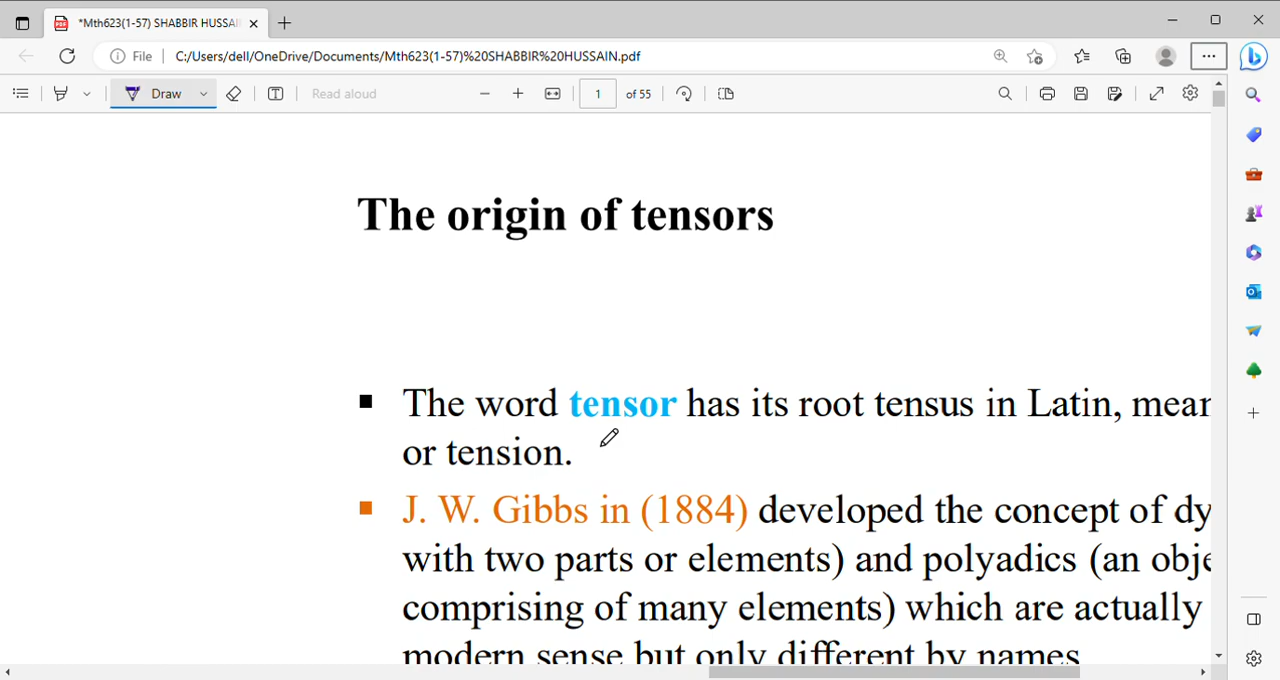 *Mth623(1-57) SHABBIR HUSSAI
File
C:/Users/dell/OneDrive/Documents/Mth623(1-57)%20SHABBIR%20HUSSAIN.pdf
Draw
Read aloud
1 of 55
The origin of tensors
The word tensor has its root tensus in Latin, mear
or tension.
J. W. Gibbs in (1884) developed the concept of dy
with two parts or elements) and polyadics (an obje
comprising of many elements) which are actually
modern sense but only different by names